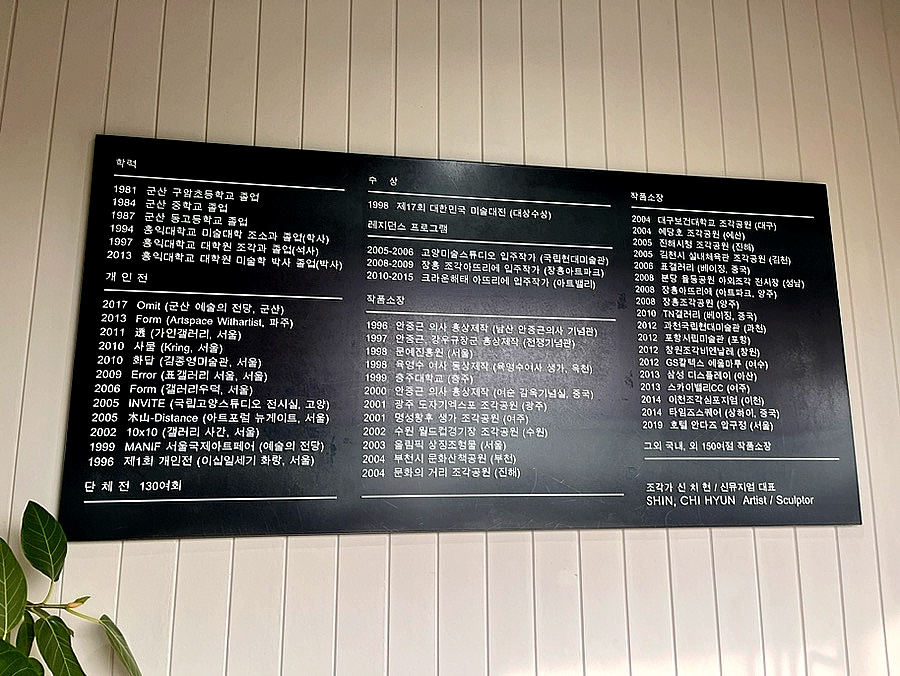 학력
1981 군산 구암초등학교 졸업
1984 군산 중학교 졸업
1987 군산 동고등학교 졸업
1994 홍익대학교 미술대학 조소과 졸업(학사)
1997 홍익대학교 대학원 조각과 졸업(석사)
2013 홍익대학교 대학원 미술학 박사 졸업(박사)
개 인 전
2017 Omit (군산 예술의 전당, 군산)
2013 Form (Artspace Withartist, 파주)
2011 透 (가인갤러리, 서울)
2010 사물 (Kring, 서울)
2010 화답 (김종영미술관, 서울)
2009 Error (표갤러리 서울, 서울)
2006 Form (갤러리우덕, 서울)
2005 INVITE (국립고양스튜디오 전시실, 고양)
2005 木山-Distance (아트포럼 뉴게이트, 서울)
2002 10x10 (갤러리 사간, 서울)
1999 MANIF 서울국제아트페어 (예술의 전당)
1996 제1회 개인전 (이십일세기 화랑, 서울)
단 체 전 130여회
수 상
1998 제17회 대한민국 미술대전 (대상수상)
레지던스 프로그램
2005-2006 고양미술스튜디오 입주작가 (국립현대미술관)
2008-2009 장흥 조각아뜨리에 입주작가 (장흥아트파크)
2010-2015 크라운해태 아뜨리에 입주작가 (아트밸리)
작품소장
1996 안중근 의사 흉상제작 (남산 안중근의사 기념관)
1997 안중근, 강우규장군 흉상제작 (전쟁기념관)
1998 문예진흥원 (서울)
1998 육영수 여사 동상제작 (육영수여사 생가, 옥천)
1999 충주대학교 (충주)
2000 안중근 의사 흉상제작 (여순 감옥기념실, 중국)
2001 광주 도자기엑스포 조각공원 (광주)
2001 명성황후 생가 조각공원 (여주)
2002 수원 월드컵경기장 조각공원 (수원)
2003 올림픽 상징조형물 (서울)
2004 부천시 문화산책공원 (부천)
2004 문화의 거리 조각공원 (진해)
작품소장
2004 대구보건대학교 조각공원 (대구)
2004 예당호 조각공원 (예산)
2005 진해시청 조각공원 (진해)
2005 김천시 실내체육관 조각공원 (김천)
2006 표갤러리 (베이징, 중국)
2008 분당 율동공원 야외조각 전시장 (성남)
2008 장흥아뜨리에 (아트파크, 양주)
2008 장흥조각공원 (양주)
2010 TN갤러리 (베이징, 중국)
2012 과천국립현대미술관 (과천)
2012 포항시립미술관 (포항)
2012 창원조각비엔날레 (창원)
2012 GS칼텍스 예울마루 (여수)
2013 삼성 디스플레이 (아산)
2013 스카이밸리CC (여주)
2014 이천조각심포지엄 (이천)
2014 타임즈스퀘어 (상하이, 중국)
2019 호텔 안다즈 압구정 (서울)
그외 국내, 외 150여점 작품소장
조각가 신 치 현 / 신뮤지엄 대표
SHIN, CHI HYUN Artist / Sculptor